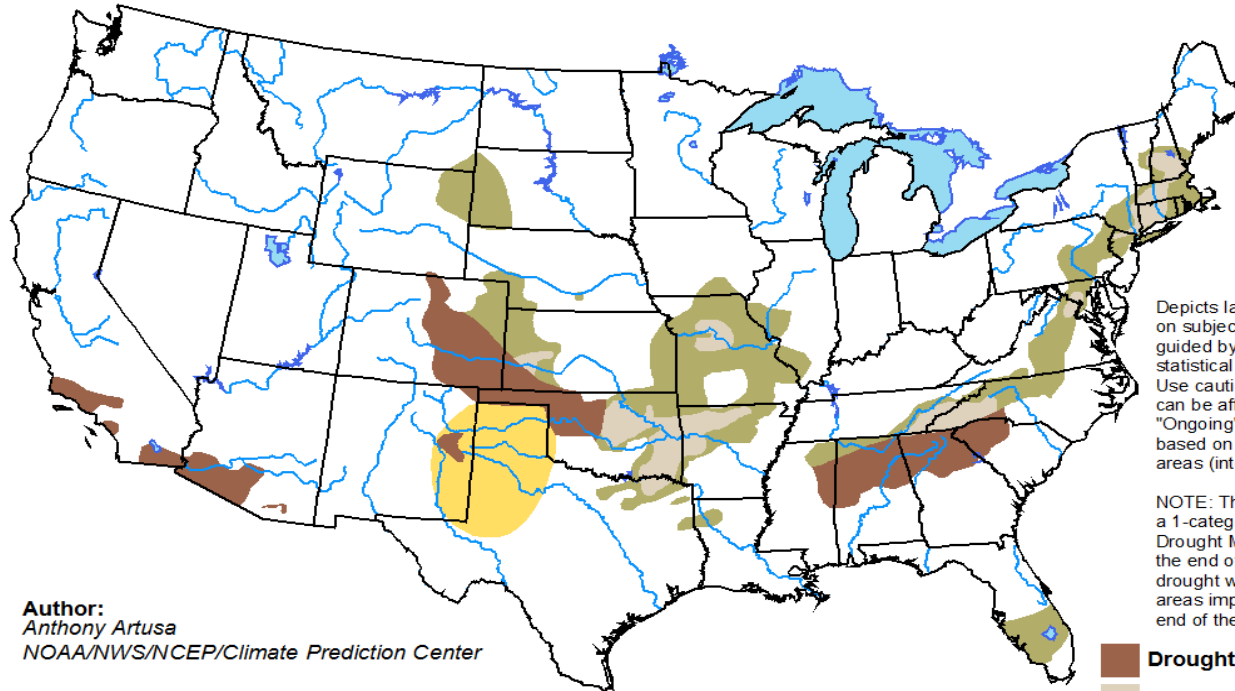 Depicts la
on subjec
guided by
statistical
Use cauti
can be aff
"Ongoing"
based on
areas (int
NOTE: Th
a 1-categ
Drought M
the end of
drought w
areas imp
end of the
Author:
Anthony Artusa
NOAA/NWS/NCEP/Climate Prediction Center
Drought